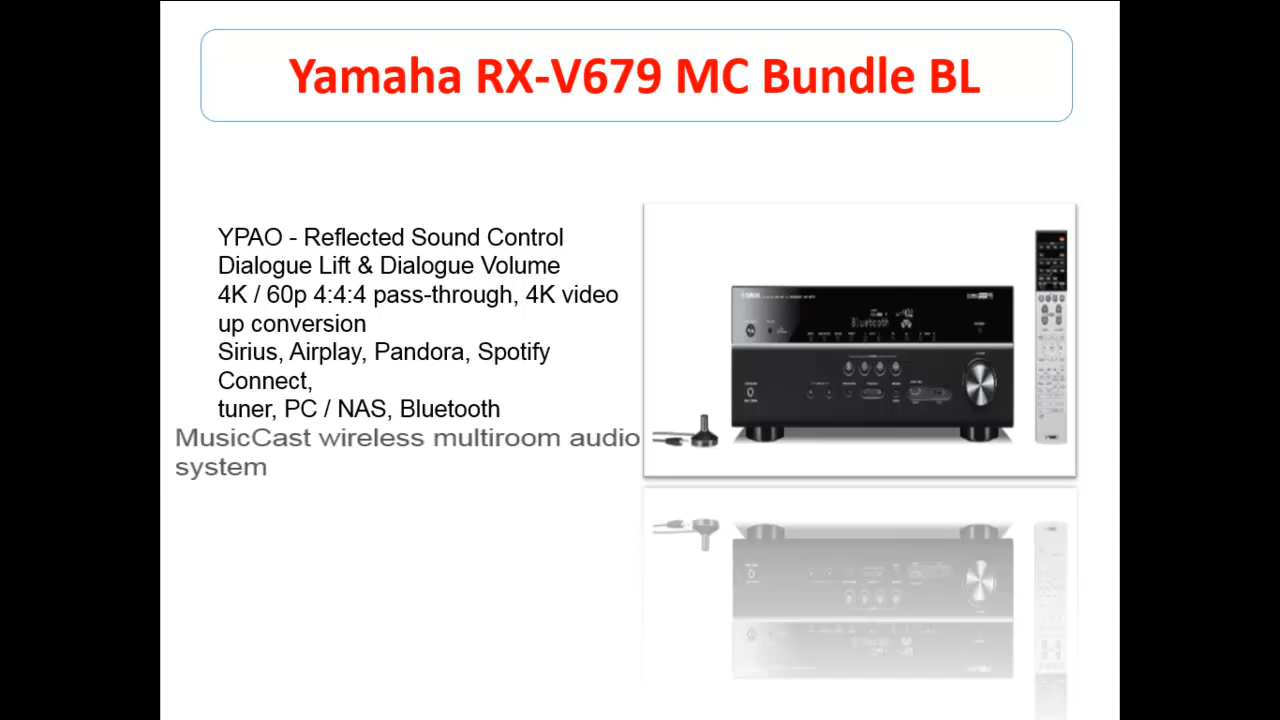 Yamaha RX-V679 MC Bundle BL
YPAO - Reflected Sound Control
Dialogue Lift & Dialogue Volume
4K / 60p 4:4:4 pass-through, 4K video
up conversion
Sirius, Airplay, Pandora, Spotify
Connect,
tuner, PC / NAS, Bluetooth
MusicCast wireless multiroom audio
system
Bluetooth